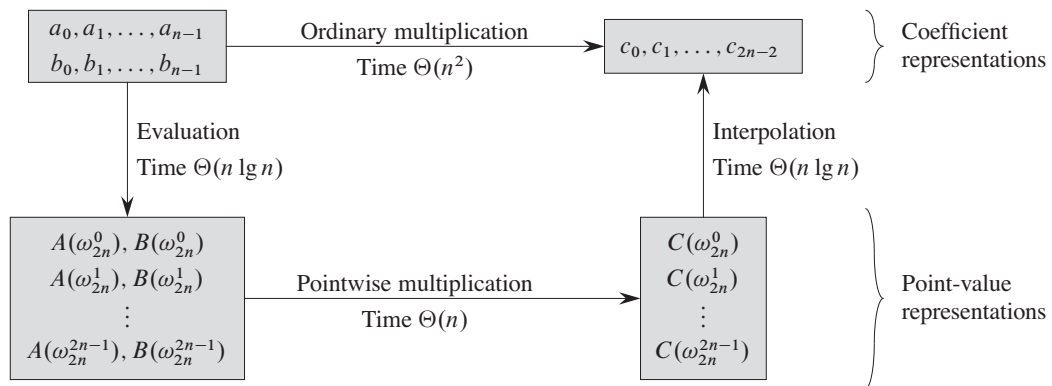 a_0, a_1, . . . , a_{n−1}
b_0, b_1, . . . , b_{n−1}
Ordinary multiplication
Time Θ(n^2)
c_0, c_1, . . . , c_{2n−2}
Coefficient
representations
Evaluation
Time Θ(n lg n)
Interpolation
Time Θ(n lg n)
A(ω_{2n}^0), B(ω_{2n}^0)
A(ω_{2n}^1), B(ω_{2n}^1)
⋮
A(ω_{2n}^{2n−1}), B(ω_{2n}^{2n−1})
Pointwise multiplication
Time Θ(n)
C(ω_{2n}^0)
C(ω_{2n}^1)
⋮
C(ω_{2n}^{2n−1})
Point-value
representations